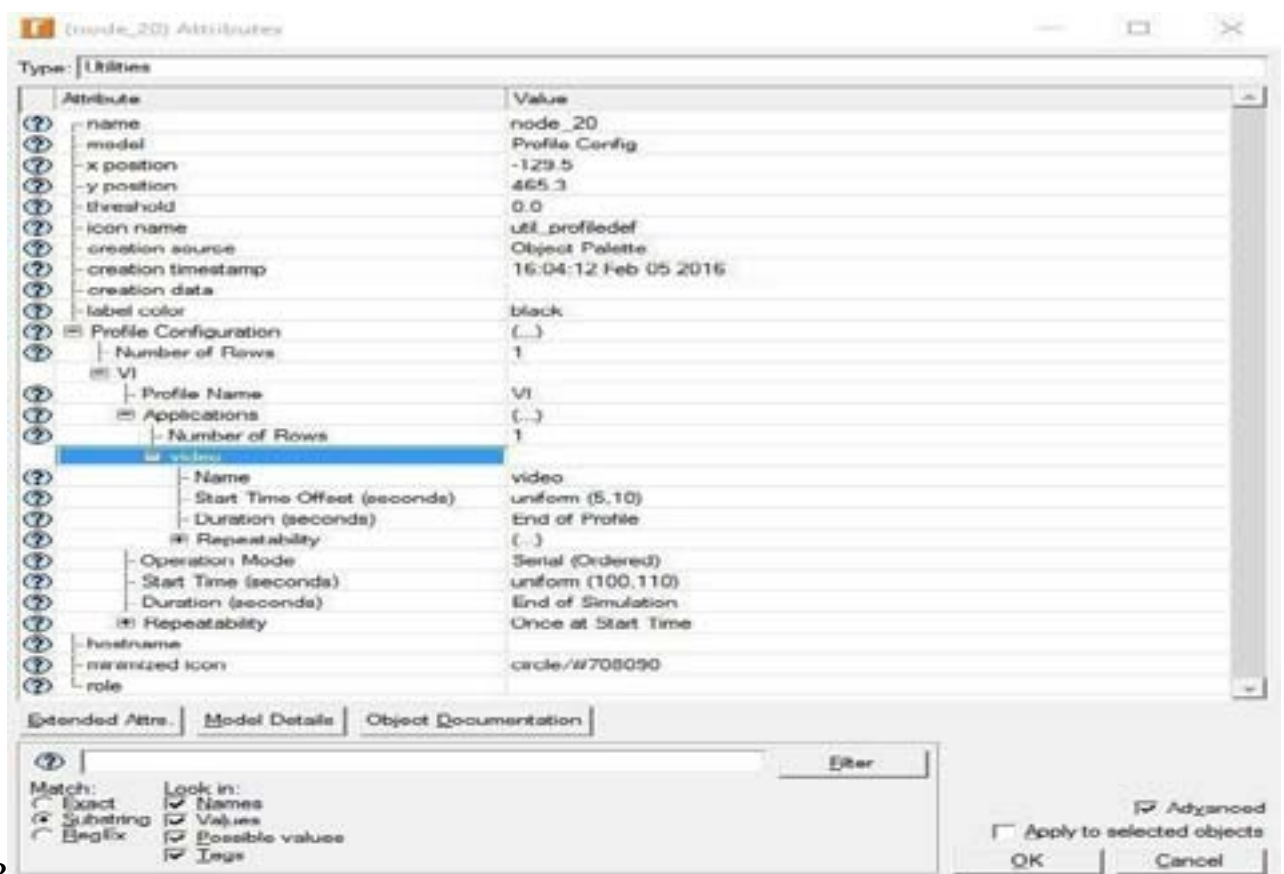 (node_20) Attributes
Type: Utilities
Attribute Value
name node_20
model Profile Config
x position -129.5
y position 465.3
threshold 0.0
icon name util_profiledef
creation source Object Palette
creation timestamp 16:04:12 Feb 05 2016
creation data
label color black
Profile Configuration (...)
Number of Rows 1
VI
Profile Name VI
Applications (...)
Number of Rows 1
video
Name video
Start Time Offset (seconds) uniform (5,10)
Duration (seconds) End of Profile
Repeatability (...)
Operation Mode Serial (Ordered)
Start Time (seconds) uniform (100,110)
Duration (seconds) End of Simulation
Repeatability Once at Start Time
hostname
minimized icon circle/#708090
role
Extended Attrs. Model Details Object Documentation
Filter
Match: Look in:
Exact Names
Substring Values
RegEx Possible values
Tags
Advanced
Apply to selected objects
OK Cancel